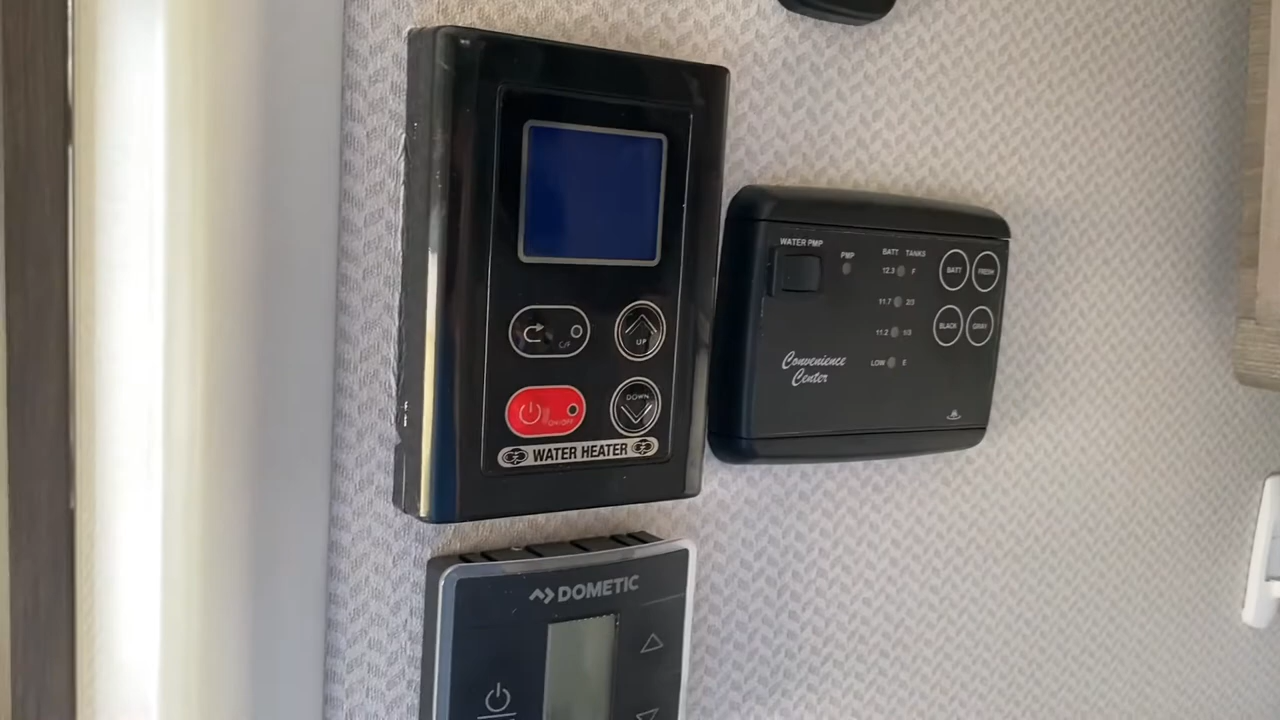 C/F
UP
ON/OFF
DOWN
WATER HEATER
WATER PMP
PMP
BATT TANKS
12.3 F
11.7 2/3
11.2 1/3
LOW E
BATT
FRESH
BLACK
GRAY
Convenience
Center
DOMETIC